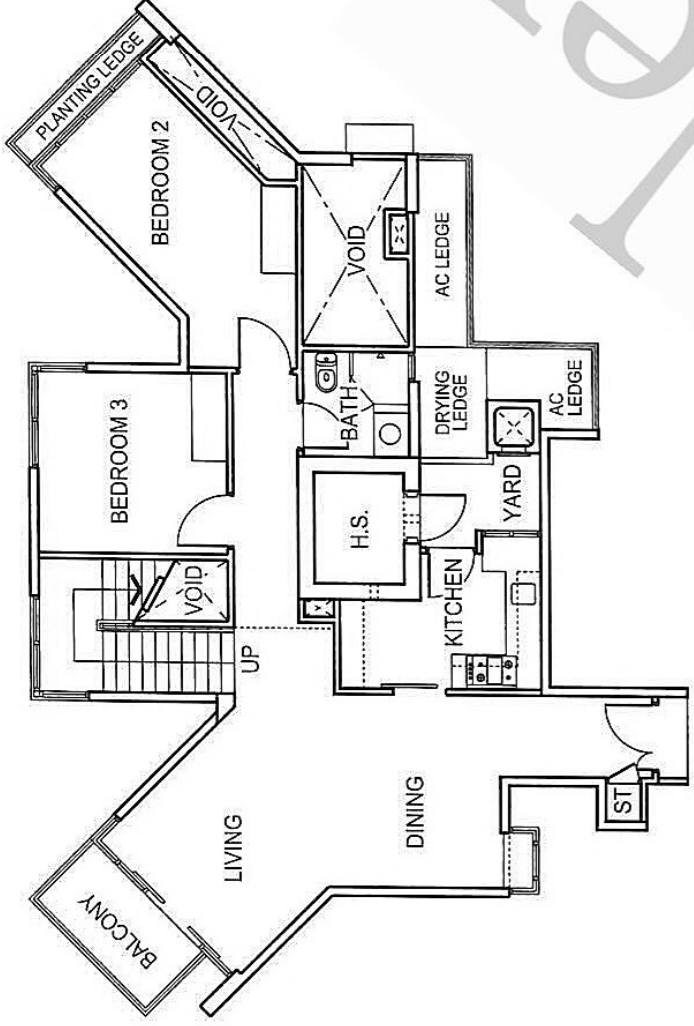 BALCONY
PLANTING LEDGE
BEDROOM 3
BEDROOM 2
VOID
VOID
LIVING
UP
H.S.
BATH
VOID
DINING
KITCHEN
DRYING
LEDGE
AC LEDGE
YARD
AC
LEDGE
ST